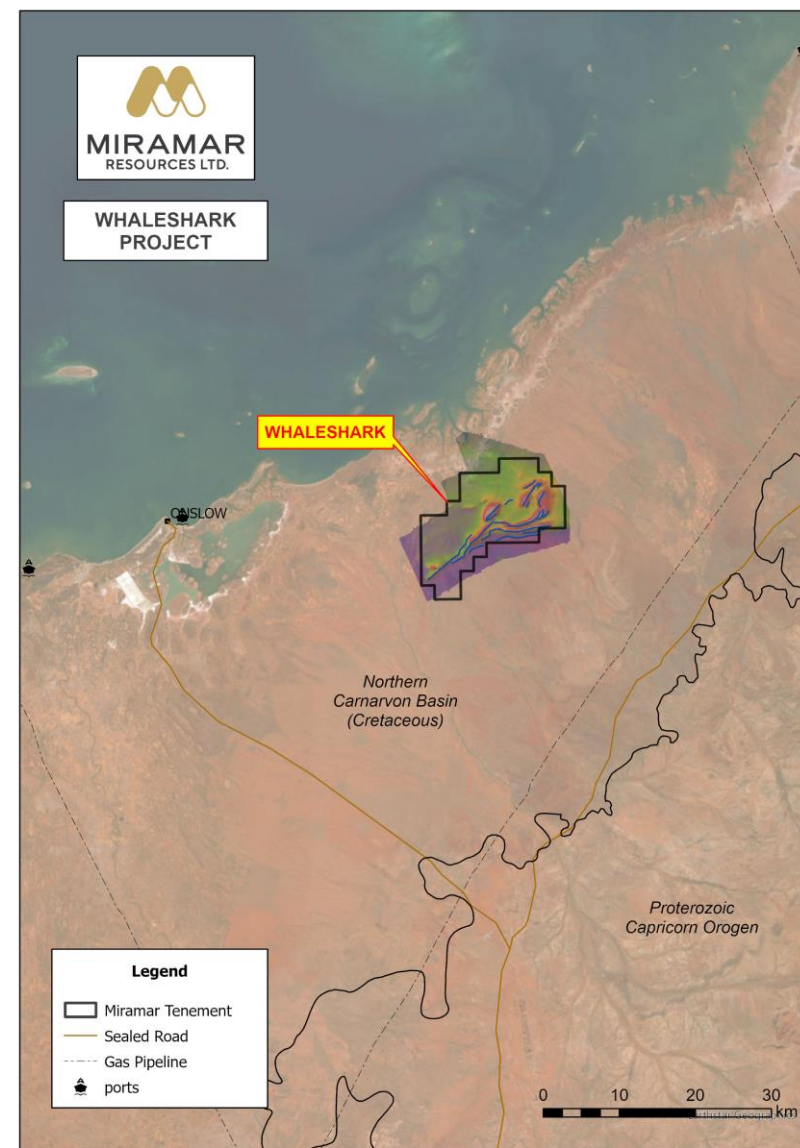 MIRAMAR
RESOURCES LTD.
WHALESHARK
PROJECT
WHALESHARK
ONSLOW
Northern
Carnarvon Basin
(Cretaceous)
Proterozoic
Capricorn Orogen
Legend
Miramar Tenement
Sealed Road
Gas Pipeline
ports
0 10 20 30
km